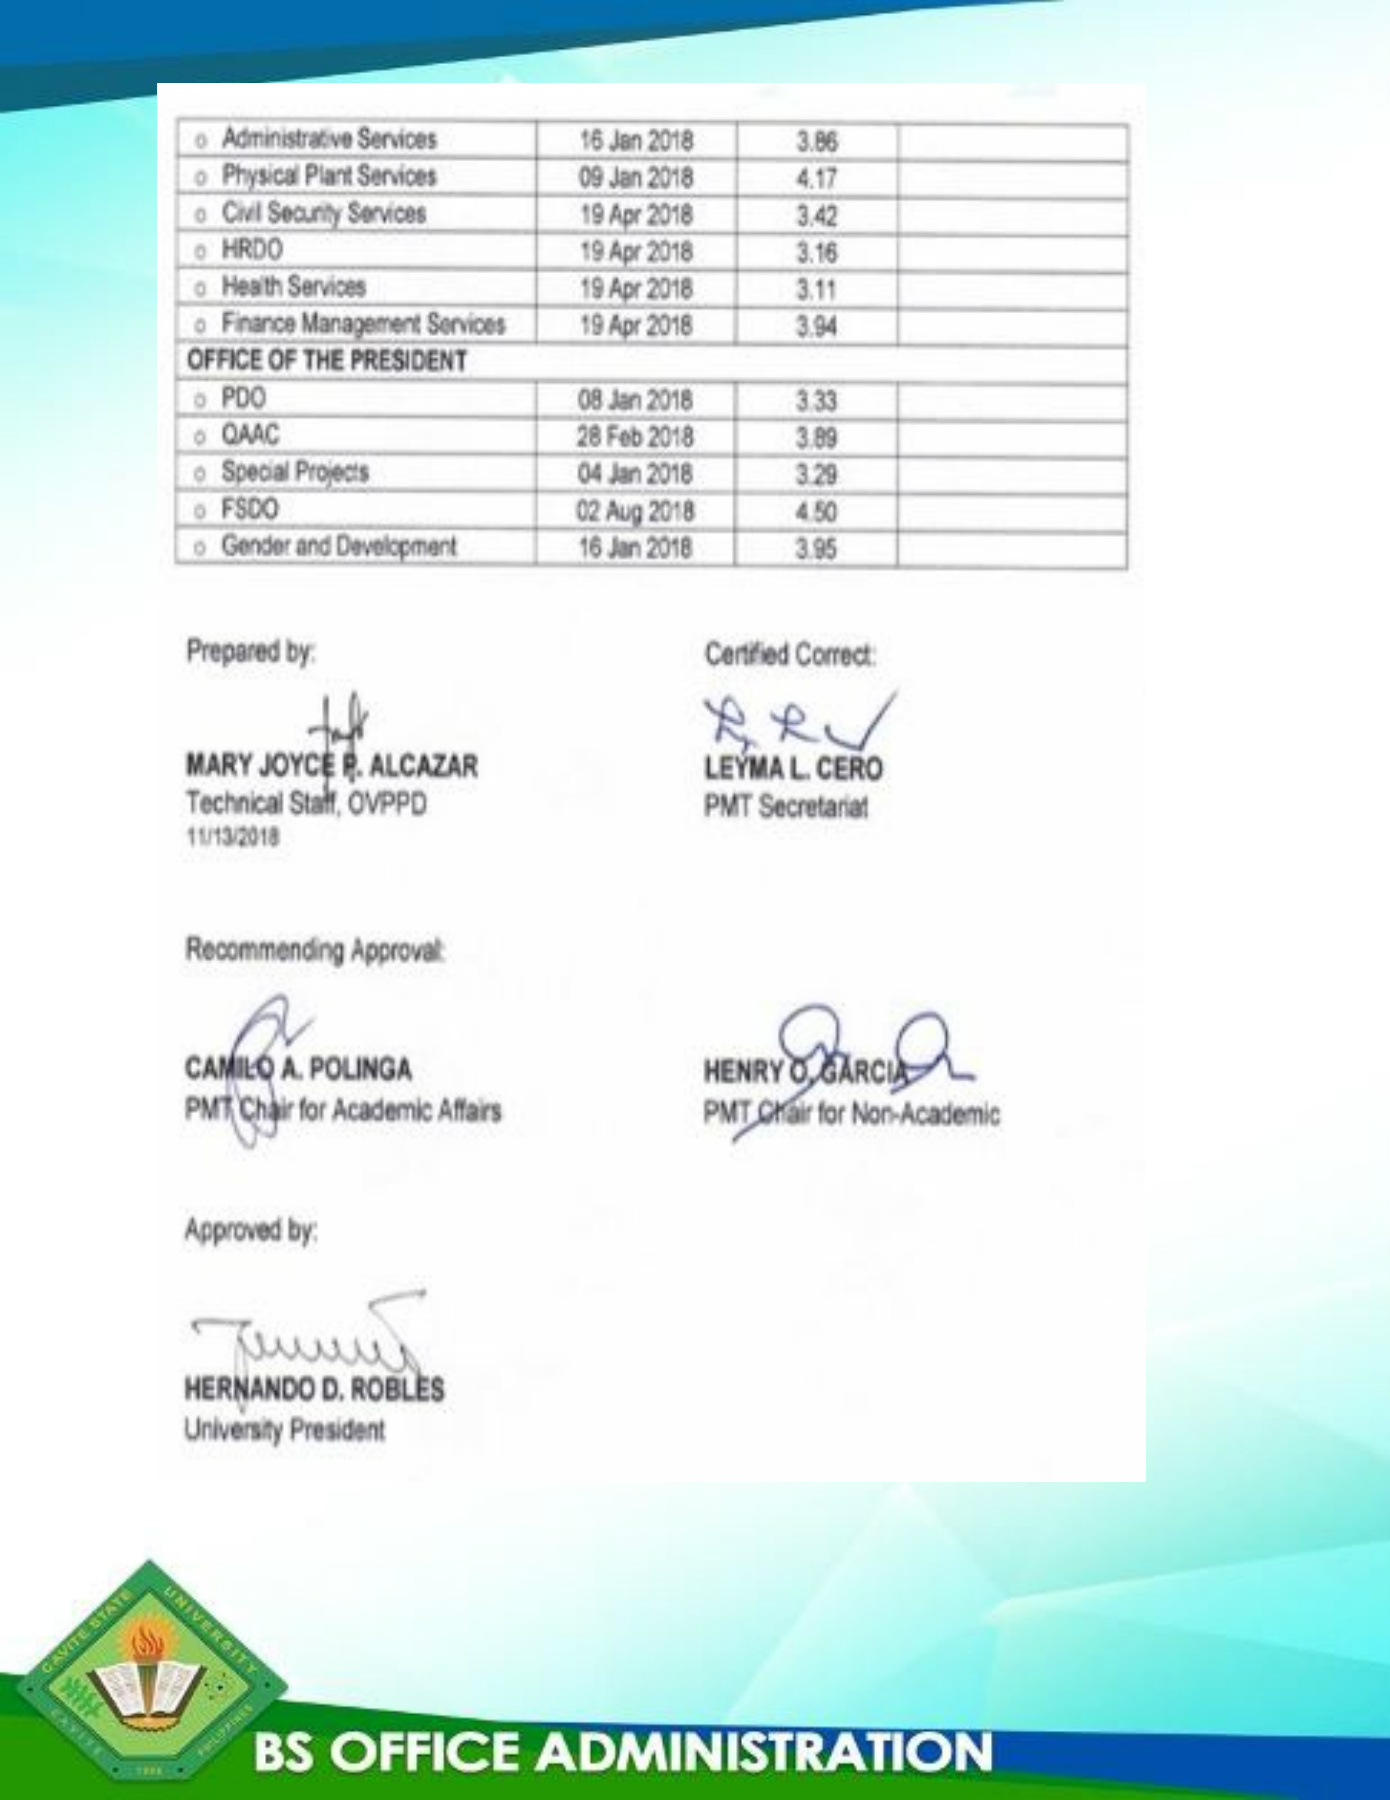 o Administrative Services 16 Jan 2018 3.86
o Physical Plant Services 09 Jan 2018 4.17
o Civil Security Services 19 Apr 2018 3.42
o HRDO 19 Apr 2018 3.16
o Health Services 19 Apr 2018 3.11
o Finance Management Services 19 Apr 2018 3.94
OFFICE OF THE PRESIDENT
o PDO 08 Jan 2018 3.33
o QAAC 28 Feb 2018 3.89
o Special Projects 04 Jan 2018 3.29
o FSDO 02 Aug 2018 4.50
o Gender and Development 16 Jan 2018 3.95
Prepared by: Certified Correct:
MARY JOYCE P. ALCAZAR LEYMA L. CERO
Technical Staff, OVPPD PMT Secretariat
11/13/2018
Recommending Approval:
CAMILO A. POLINGA HENRY O. GARCIA
PMT Chair for Academic Affairs PMT Chair for Non-Academic
Approved by:
HERNANDO D. ROBLES
University President
CAVITE STATE UNIVERSITY
CAVITE PHILIPPINES
1906
BS OFFICE ADMINISTRATION